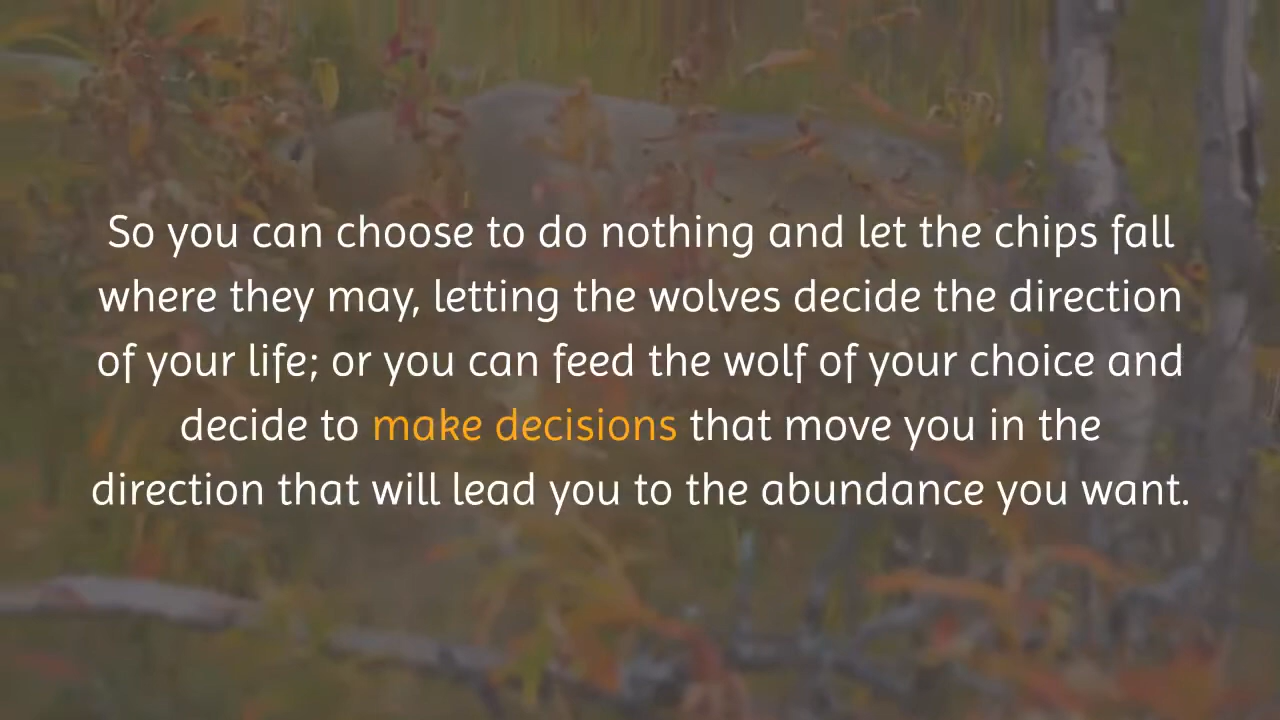 So you can choose to do nothing and let the chips fall
where they may, letting the wolves decide the direction
of your life; or you can feed the wolf of your choice and
decide to make decisions that move you in the
direction that will lead you to the abundance you want.